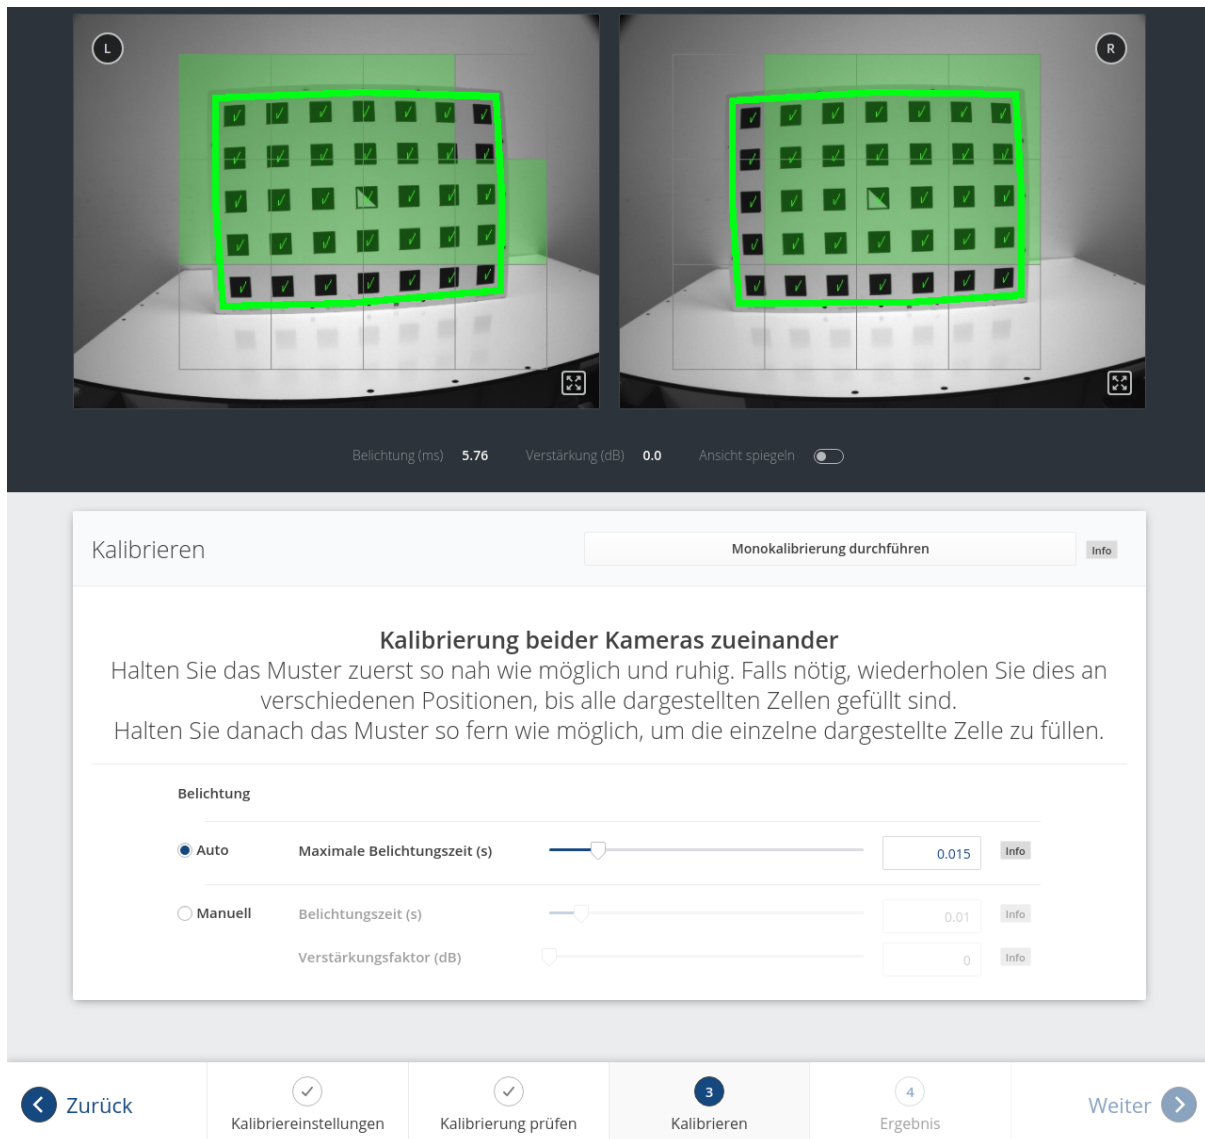 L
R
Belichtung (ms) 5.76 Verstärkung (dB) 0.0 Ansicht spiegeln
Kalibrieren
Monokalibrierung durchführen
Info
Kalibrierung beider Kameras zueinander
Halten Sie das Muster zuerst so nah wie möglich und ruhig. Falls nötig, wiederholen Sie dies an
verschiedenen Positionen, bis alle dargestellten Zellen gefüllt sind.
Halten Sie danach das Muster so fern wie möglich, um die einzelne dargestellte Zelle zu füllen.
Belichtung
Auto Maximale Belichtungszeit (s) 0.015 Info
Manuell Belichtungszeit (s) 0.01 Info
Verstärkungsfaktor (dB) 0 Info
Zurück
Kalibriereinstellungen
Kalibrierung prüfen
3
Kalibrieren
4
Ergebnis
Weiter